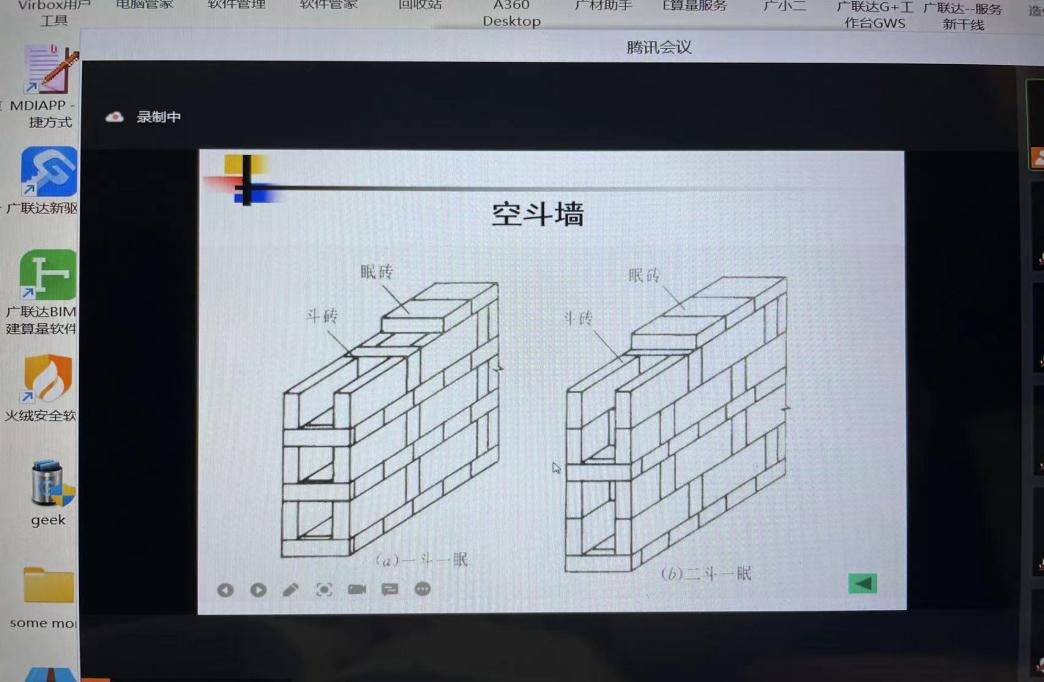 Virbox用户
工具
电脑管家
软件管理
软件管家
回收站
A360
Desktop
广材助手
E算量服务
广小二
广联达G+工
作台GWS
广联达--服务
新干线
腾讯会议
MDIAPP -
捷方式
录制中
广联达新驱
广联达BIM
建算量软件
火绒安全软
geek
some mo
空斗墙
眠砖
斗砖
眠砖
斗砖
(a)一斗一眠
(b)二斗一眠